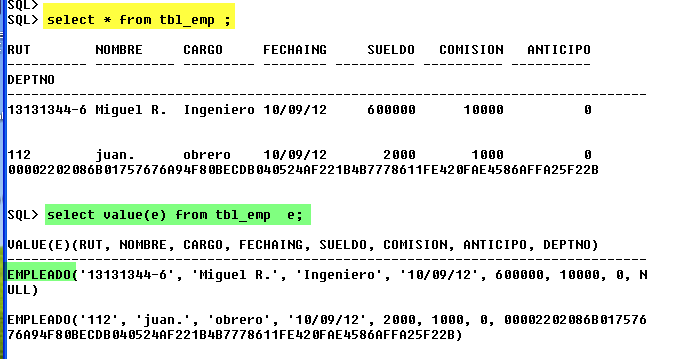 SQL>
SQL> select * from tbl_emp ;
RUT NOMBRE CARGO FECHAING SUELDO COMISION ANTICIPO
---------- ---------- ---------- ---------- ---------- ---------- ----------
DEPTNO
--------------------------------------------------------------------------------
13131344-6 Miguel R. Ingeniero 10/09/12 600000 10000 0
112 juan. obrero 10/09/12 2000 1000 0
00002202086B01757676A94F80BECDB040524AF221B4B7778611FE420FAE4586AFFA25F22B
SQL> select value(e) from tbl_emp e;
VALUE(E)(RUT, NOMBRE, CARGO, FECHAING, SUELDO, COMISION, ANTICIPO, DEPTNO)
--------------------------------------------------------------------------------
EMPLEADO('13131344-6', 'Miguel R.', 'Ingeniero', '10/09/12', 600000, 10000, 0, N
ULL)
EMPLEADO('112', 'juan.', 'obrero', '10/09/12', 2000, 1000, 0, 00002202086B017576
76A94F80BECDB040524AF221B4B7778611FE420FAE4586AFFA25F22B)